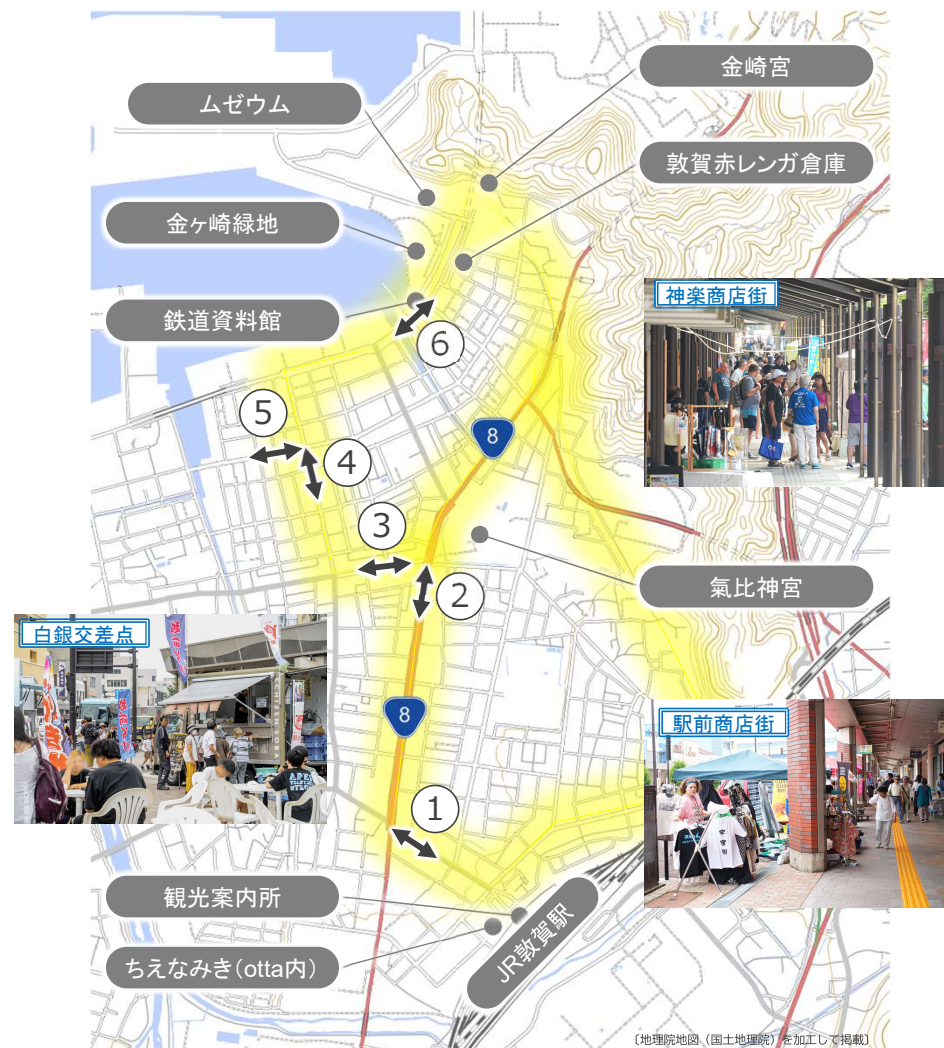 金崎宮
ムゼウム
敦賀赤レンガ倉庫
金ヶ崎緑地
神楽商店街
鉄道資料館
6
5
8
4
3
氣比神宮
2
白銀交差点
8
駅前商店街
1
観光案内所
JR敦賀駅
ちえなみき(otta内)
〔地理院地図（国土地理院）を加工して掲載〕